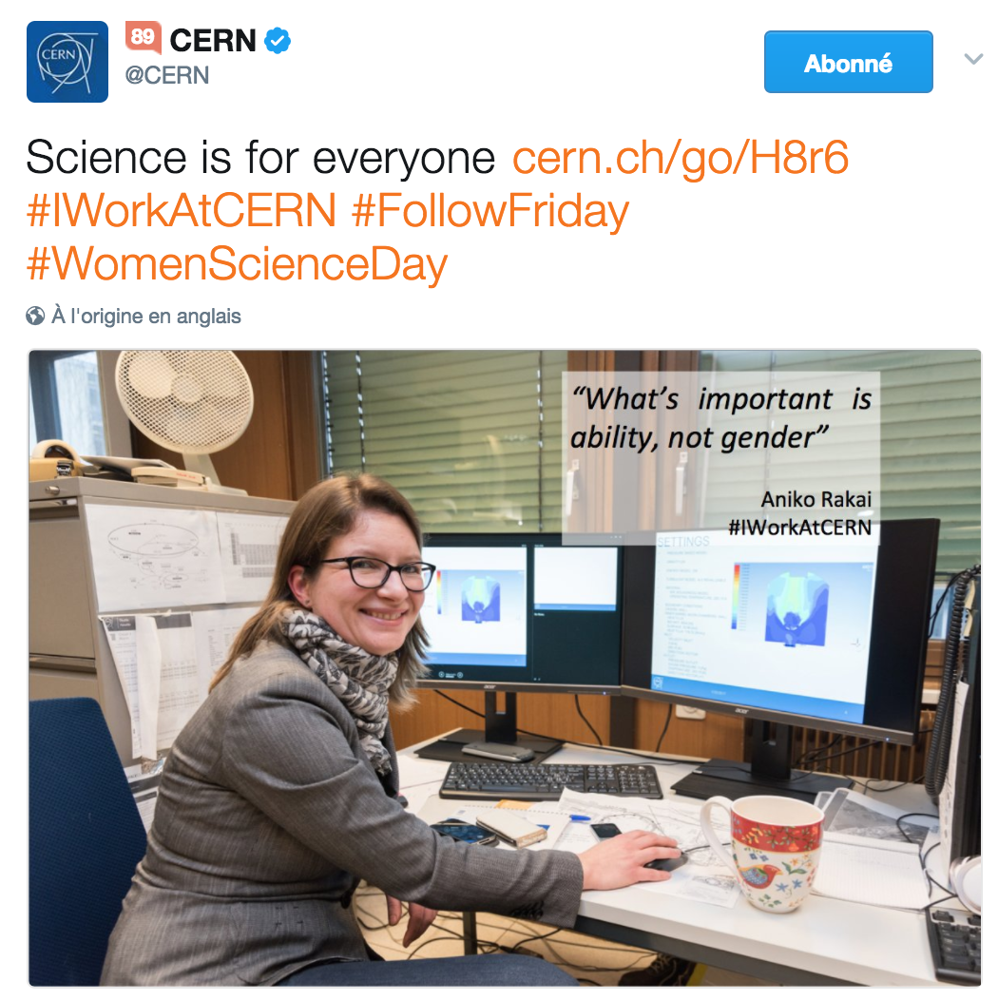 CERN
89 CERN
@CERN
Abonné
Science is for everyone cern.ch/go/H8r6
#IWorkAtCERN #FollowFriday
#WomenScienceDay
À l'origine en anglais
“What’s important is
ability, not gender”
Aniko Rakai
#IWorkAtCERN
SETTINGS
acer
acer